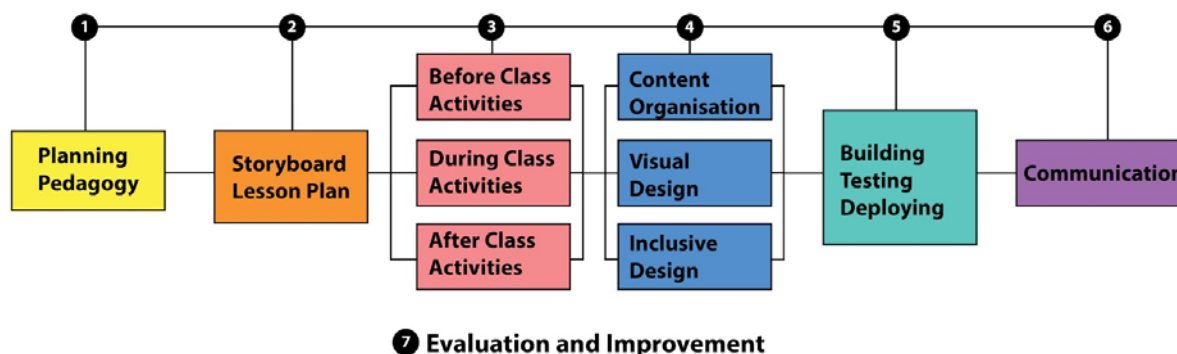 1
2
3
4
5
6
Planning
Pedagogy
Storyboard
Lesson Plan
Before Class
Activities
During Class
Activities
After Class
Activities
Content
Organisation
Visual
Design
Inclusive
Design
Building
Testing
Deploying
Communication
7 Evaluation and Improvement